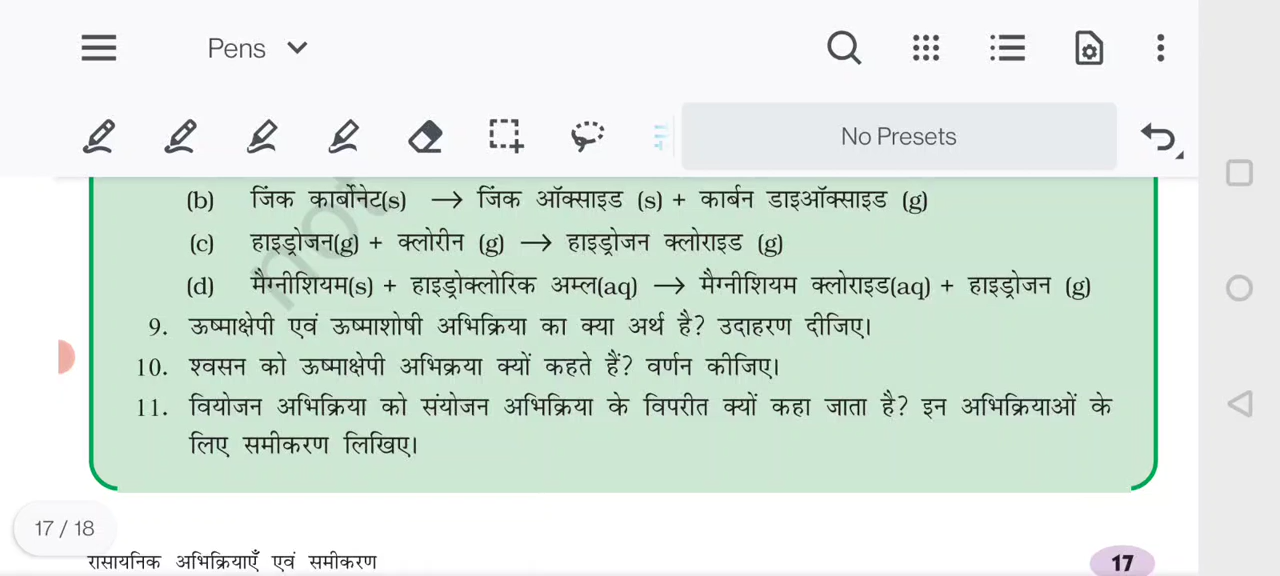 Pens
No Presets
not
(b) जिंक कार्बोनेट(s) → जिंक ऑक्साइड (s) + कार्बन डाइऑक्साइड (g)
(c) हाइड्रोजन(g) + क्लोरीन (g) → हाइड्रोजन क्लोराइड (g)
(d) मैग्नीशियम(s) + हाइड्रोक्लोरिक अम्ल(aq) → मैग्नीशियम क्लोराइड(aq) + हाइड्रोजन (g)
9. ऊष्माक्षेपी एवं ऊष्माशोषी अभिक्रिया का क्या अर्थ है? उदाहरण दीजिए।
10. श्वसन को ऊष्माक्षेपी अभिक्रया क्यों कहते हैं? वर्णन कीजिए।
11. वियोजन अभिक्रिया को संयोजन अभिक्रिया के विपरीत क्यों कहा जाता है? इन अभिक्रियाओं के
लिए समीकरण लिखिए।
17 / 18
रासायनिक अभिक्रियाएँ एवं समीकरण
17